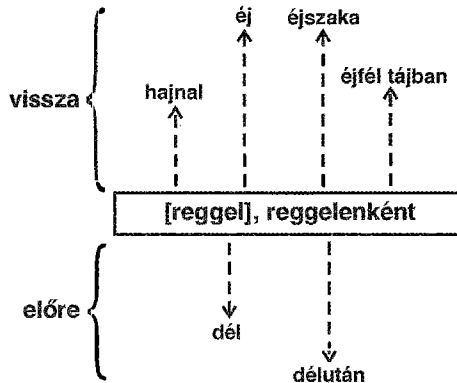 éj
éjszaka
hajnal
éjfél tájban
vissza
[reggel], reggelenként
előre
dél
délután